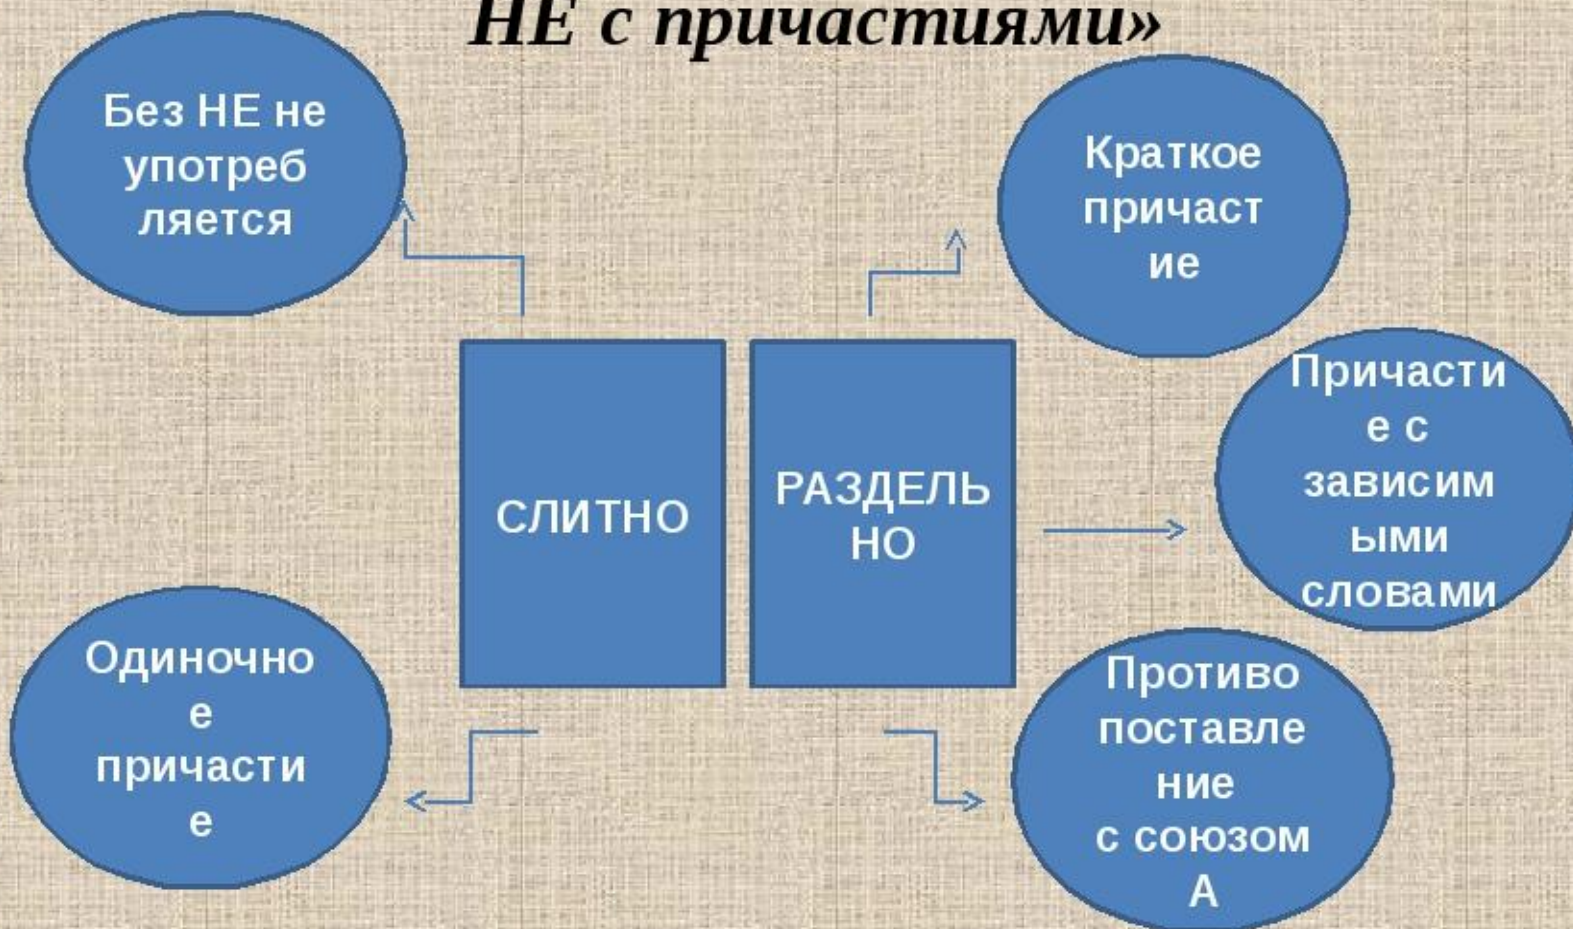 НЕ с причастиями»
Без НЕ не
употреб
ляется
Краткое
причаст
ие
Причасти
е с
зависим
ыми
словами
СЛИТНО
РАЗДЕЛЬ
НО
Одиночно
е
причасти
е
Противо
поставле
ние
с союзом
А